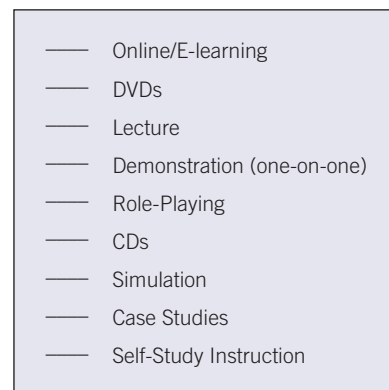 Online/E-learning
DVDs
Lecture
Demonstration (one-on-one)
Role-Playing
CDs
Simulation
Case Studies
Self-Study Instruction